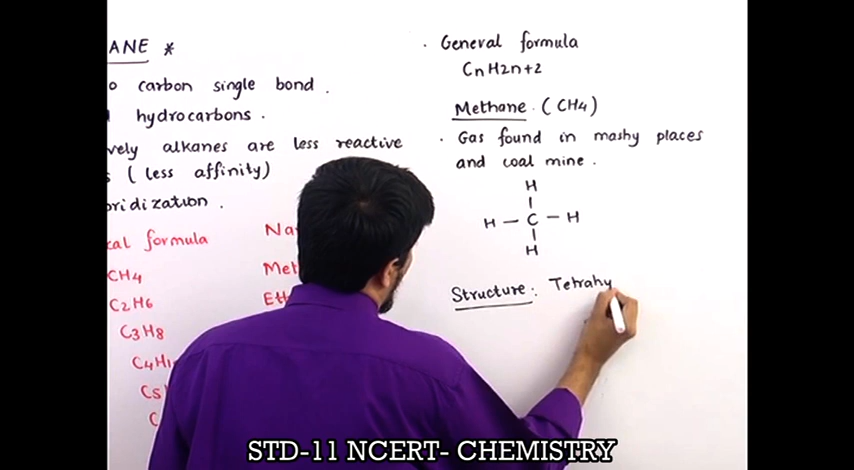 ANE *
carbon single bond.
hydrocarbons.
vely alkanes are less reactive
(less affinity)
ridization.
cal formula
CH4
C2H6
C3H8
Na
Met
Eth
· General formula
CnH2n+2
Methane. (CH4)
· Gas found in mashy places
and coal mine.
H
H – C – H
H
Structure: Tetrahy
STD-11 NCERT- CHEMISTRY